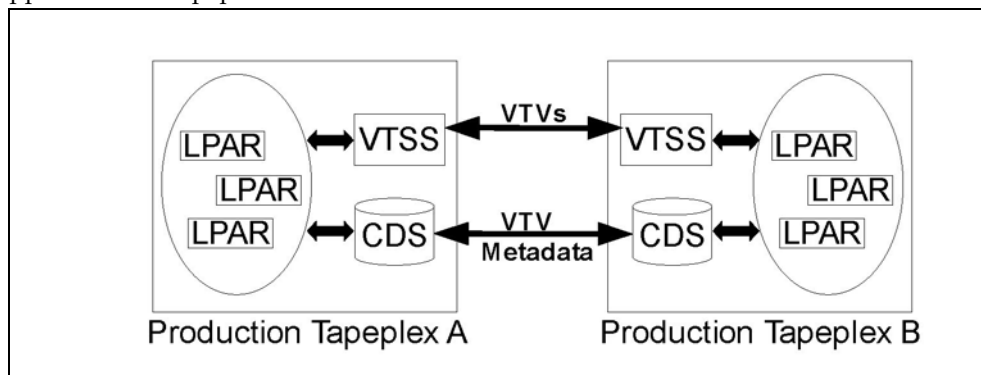 VTVs
LPAR VTSS VTSS LPAR
LPAR LPAR
LPAR CDS VTV CDS LPAR
Metadata
Production Tapeplex A Production Tapeplex B